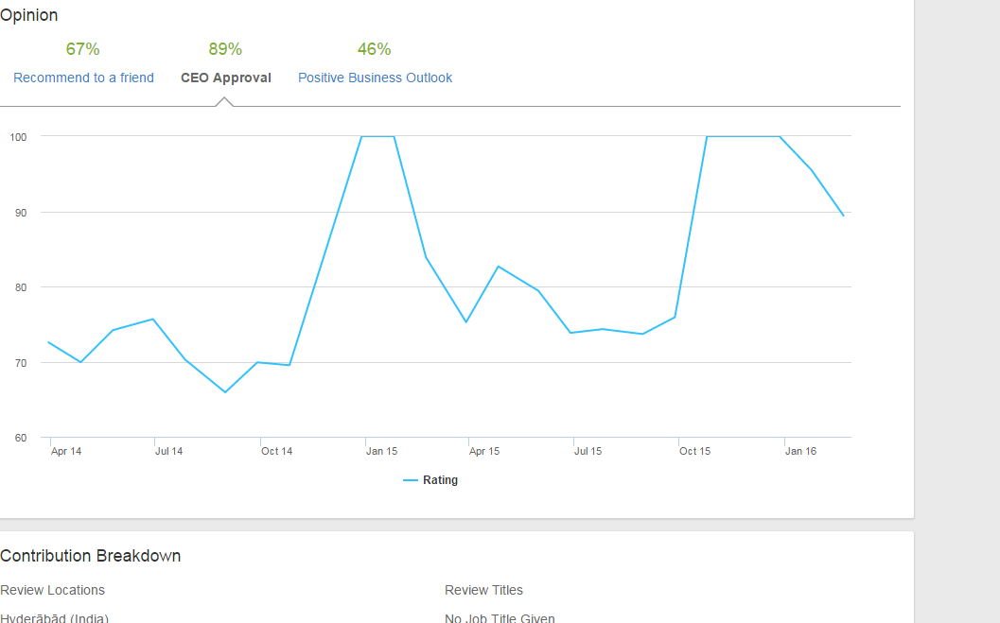 Opinion
67% 89% 46%
Recommend to a friend CEO Approval Positive Business Outlook
100
90
80
70
60
Apr 14 Jul 14 Oct 14 Jan 15 Apr 15 Jul 15 Oct 15 Jan 16
Rating
Contribution Breakdown
Review Locations Review Titles
Hyderābād (India) No Job Title Given